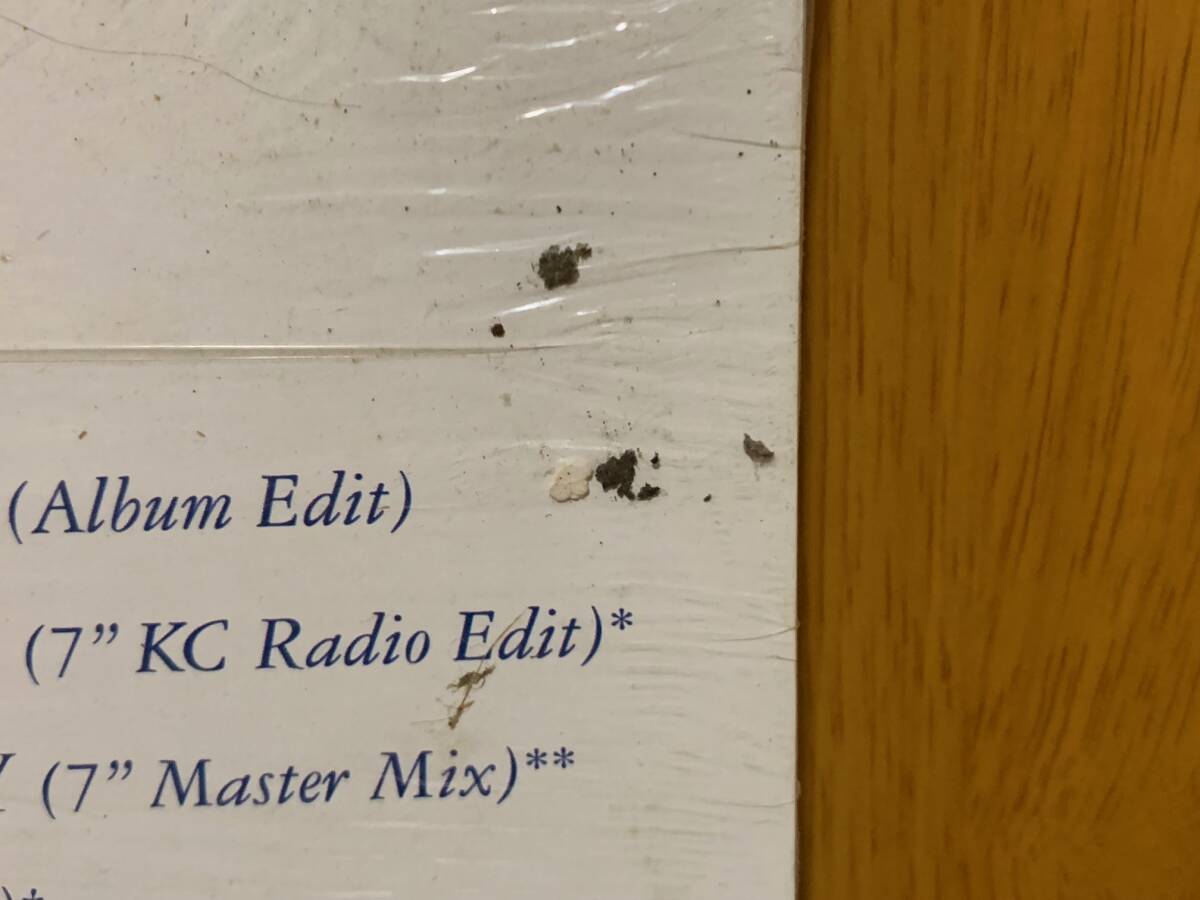 (Album Edit)
(7” KC Radio Edit)*
(7” Master Mix)**
)*